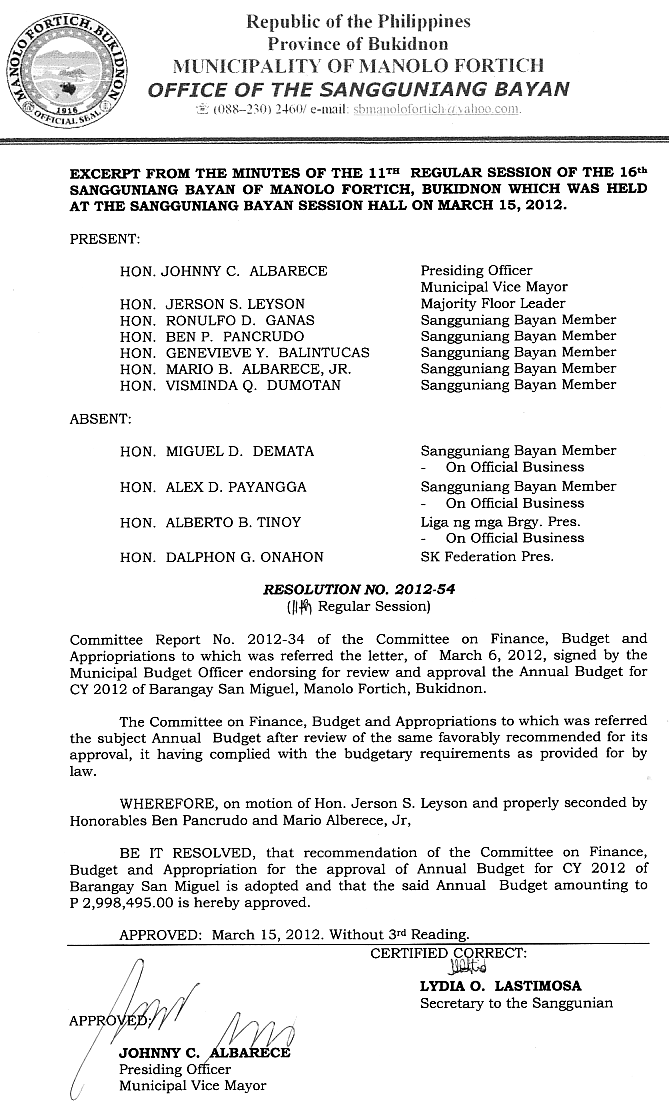 MANOLO FORTICH, BUKIDNON
1916
OFFICIAL SEAL
Republic of the Philippines
Province of Bukidnon
MUNICIPALITY OF MANOLO FORTICH
OFFICE OF THE SANGGUNIANG BAYAN
☏ (088–230) 2460/ e-mail: sbmanolofortich@yahoo.com.
EXCERPT FROM THE MINUTES OF THE 11TH REGULAR SESSION OF THE 16th
SANGGUNIANG BAYAN OF MANOLO FORTICH, BUKIDNON WHICH WAS HELD
AT THE SANGGUNIANG BAYAN SESSION HALL ON MARCH 15, 2012.
PRESENT:
HON. JOHNNY C. ALBARECE Presiding Officer
Municipal Vice Mayor
HON. JERSON S. LEYSON Majority Floor Leader
HON. RONULFO D. GANAS Sangguniang Bayan Member
HON. BEN P. PANCRUDO Sangguniang Bayan Member
HON. GENEVIEVE Y. BALINTUCAS Sangguniang Bayan Member
HON. MARIO B. ALBARECE, JR. Sangguniang Bayan Member
HON. VISMINDA Q. DUMOTAN Sangguniang Bayan Member
ABSENT:
HON. MIGUEL D. DEMATA Sangguniang Bayan Member
- On Official Business
HON. ALEX D. PAYANGGA Sangguniang Bayan Member
- On Official Business
HON. ALBERTO B. TINOY Liga ng mga Brgy. Pres.
- On Official Business
HON. DALPHON G. ONAHON SK Federation Pres.
RESOLUTION NO. 2012-54
(11th Regular Session)
Committee Report No. 2012-34 of the Committee on Finance, Budget and
Appriopriations to which was referred the letter, of March 6, 2012, signed by the
Municipal Budget Officer endorsing for review and approval the Annual Budget for
CY 2012 of Barangay San Miguel, Manolo Fortich, Bukidnon.
The Committee on Finance, Budget and Appropriations to which was referred
the subject Annual Budget after review of the same favorably recommended for its
approval, it having complied with the budgetary requirements as provided for by
law.
WHEREFORE, on motion of Hon. Jerson S. Leyson and properly seconded by
Honorables Ben Pancrudo and Mario Alberece, Jr,
BE IT RESOLVED, that recommendation of the Committee on Finance,
Budget and Appropriation for the approval of Annual Budget for CY 2012 of
Barangay San Miguel is adopted and that the said Annual Budget amounting to
P 2,998,495.00 is hereby approved.
APPROVED: March 15, 2012. Without 3rd Reading.
CERTIFIED CORRECT:
LYDIA O. LASTIMOSA
Secretary to the Sanggunian
APPROVED:
JOHNNY C. ALBARECE
Presiding Officer
Municipal Vice Mayor